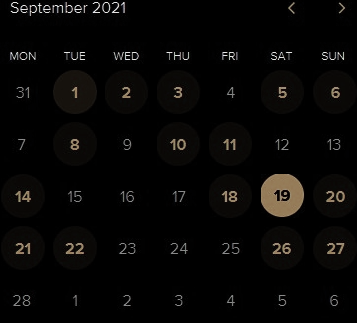 September 2021
MON TUE WED THU FRI SAT SUN
31 1 2 3 4 5 6
7 8 9 10 11 12 13
14 15 16 17 18 19 20
21 22 23 24 25 26 27
28 1 2 3 4 5 6